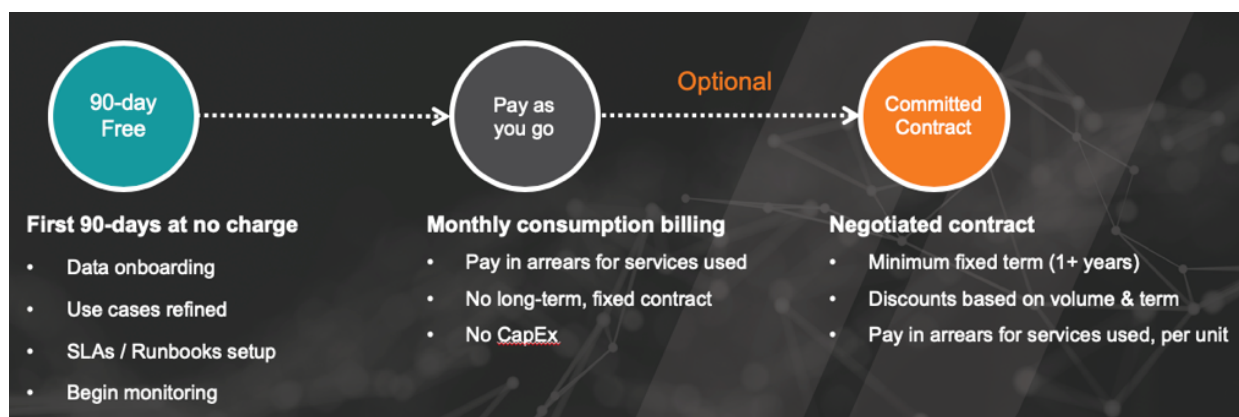 90-day
Free
Pay as
you go
Optional
Committed
Contract
First 90-days at no charge
• Data onboarding
• Use cases refined
• SLAs / Runbooks setup
• Begin monitoring
Monthly consumption billing
• Pay in arrears for services used
• No long-term, fixed contract
• No CapEx
Negotiated contract
• Minimum fixed term (1+ years)
• Discounts based on volume & term
• Pay in arrears for services used, per unit